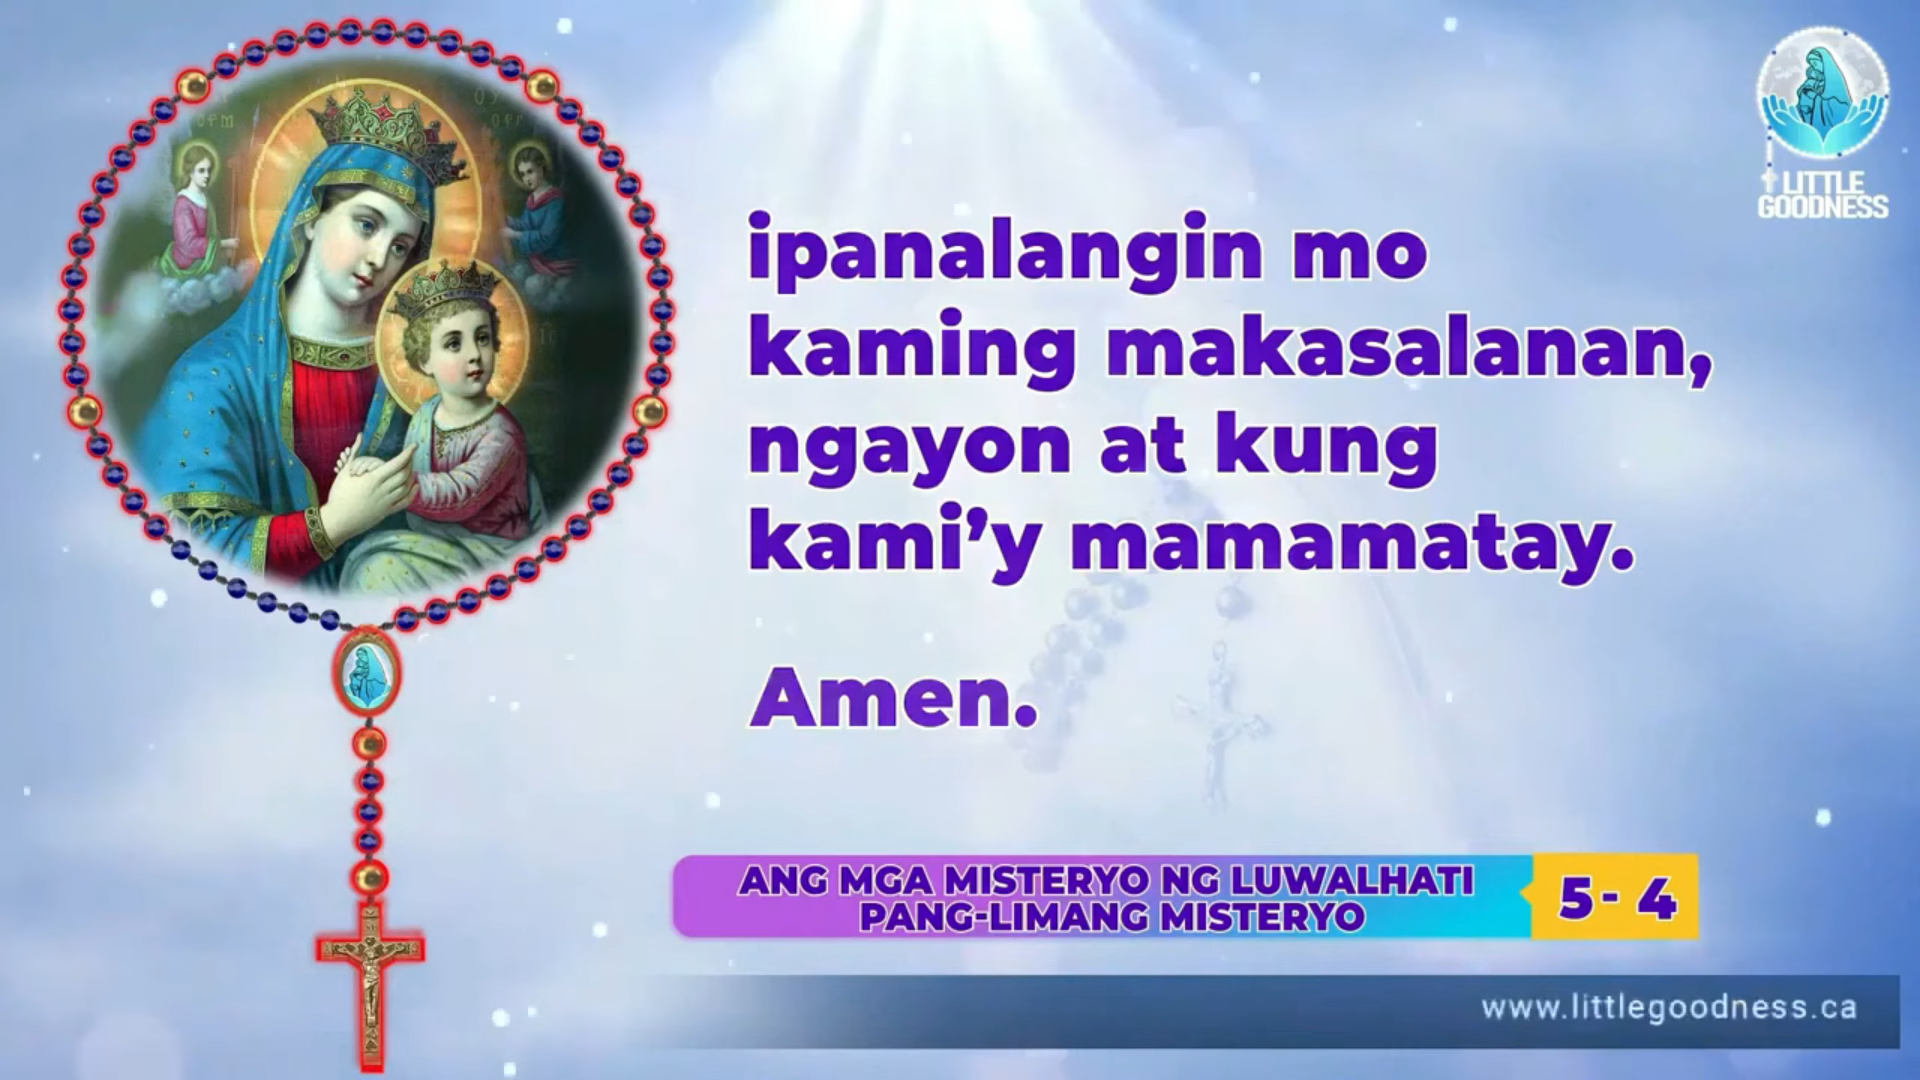 LITTLE
GOODNESS
ipanalangin mo
kaming makasalanan,
ngayon at kung
kami’y mamamatay.
Amen.
ANG MGA MISTERYO NG LUWALHATI
PANG-LIMANG MISTERYO
5- 4
www.littlegoodness.ca